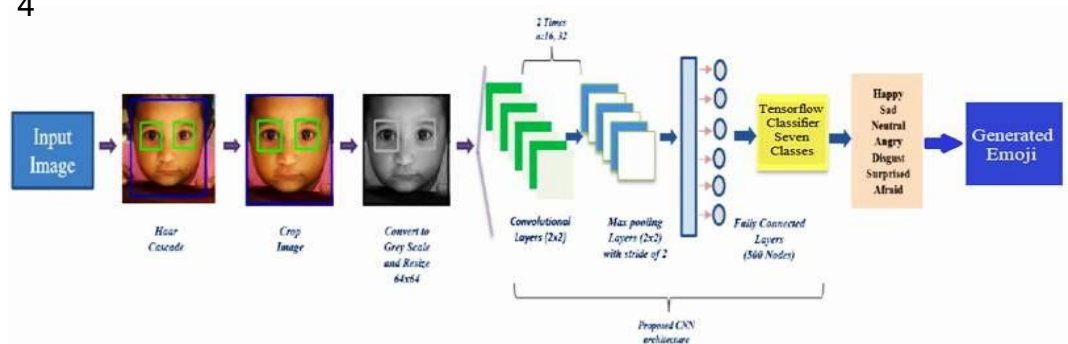 4
2 Times
n:16, 32
Input
Image
Haar
Cascade
Crop
Image
Convert to
Grey Scale
and Resize
64x64
Convolutional
Layers (2x2)
Max pooling
Layers (2x2)
with stride of 2
Fully Connected
Layers
(500 Nodes)
Tensorflow
Classifier
Seven
Classes
Happy
Sad
Neutral
Angry
Disgust
Surprised
Afraid
Generated
Emoji
Proposed CNN
architecture